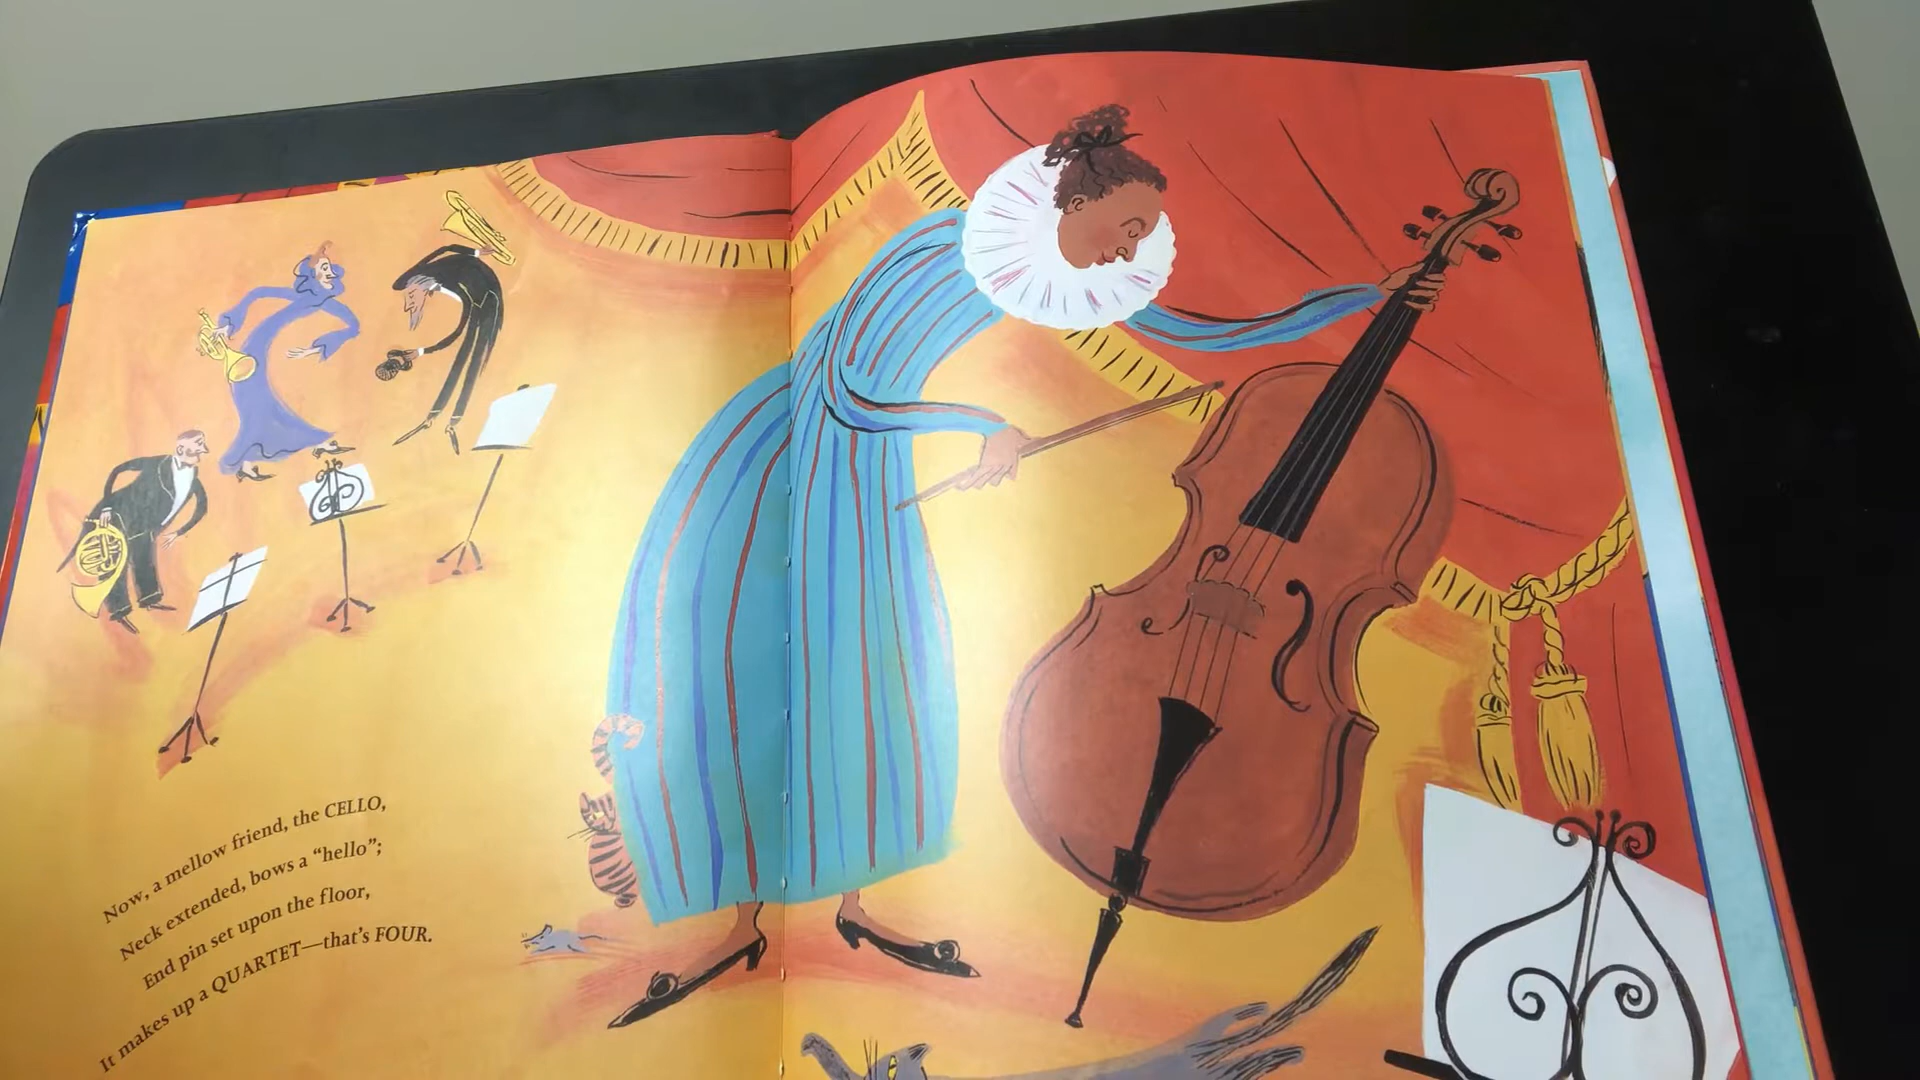 Now, a mellow friend, the CELLO,
Neck extended, bows a “hello”;
End pin set upon the floor,
It makes up a QUARTET—that’s FOUR.